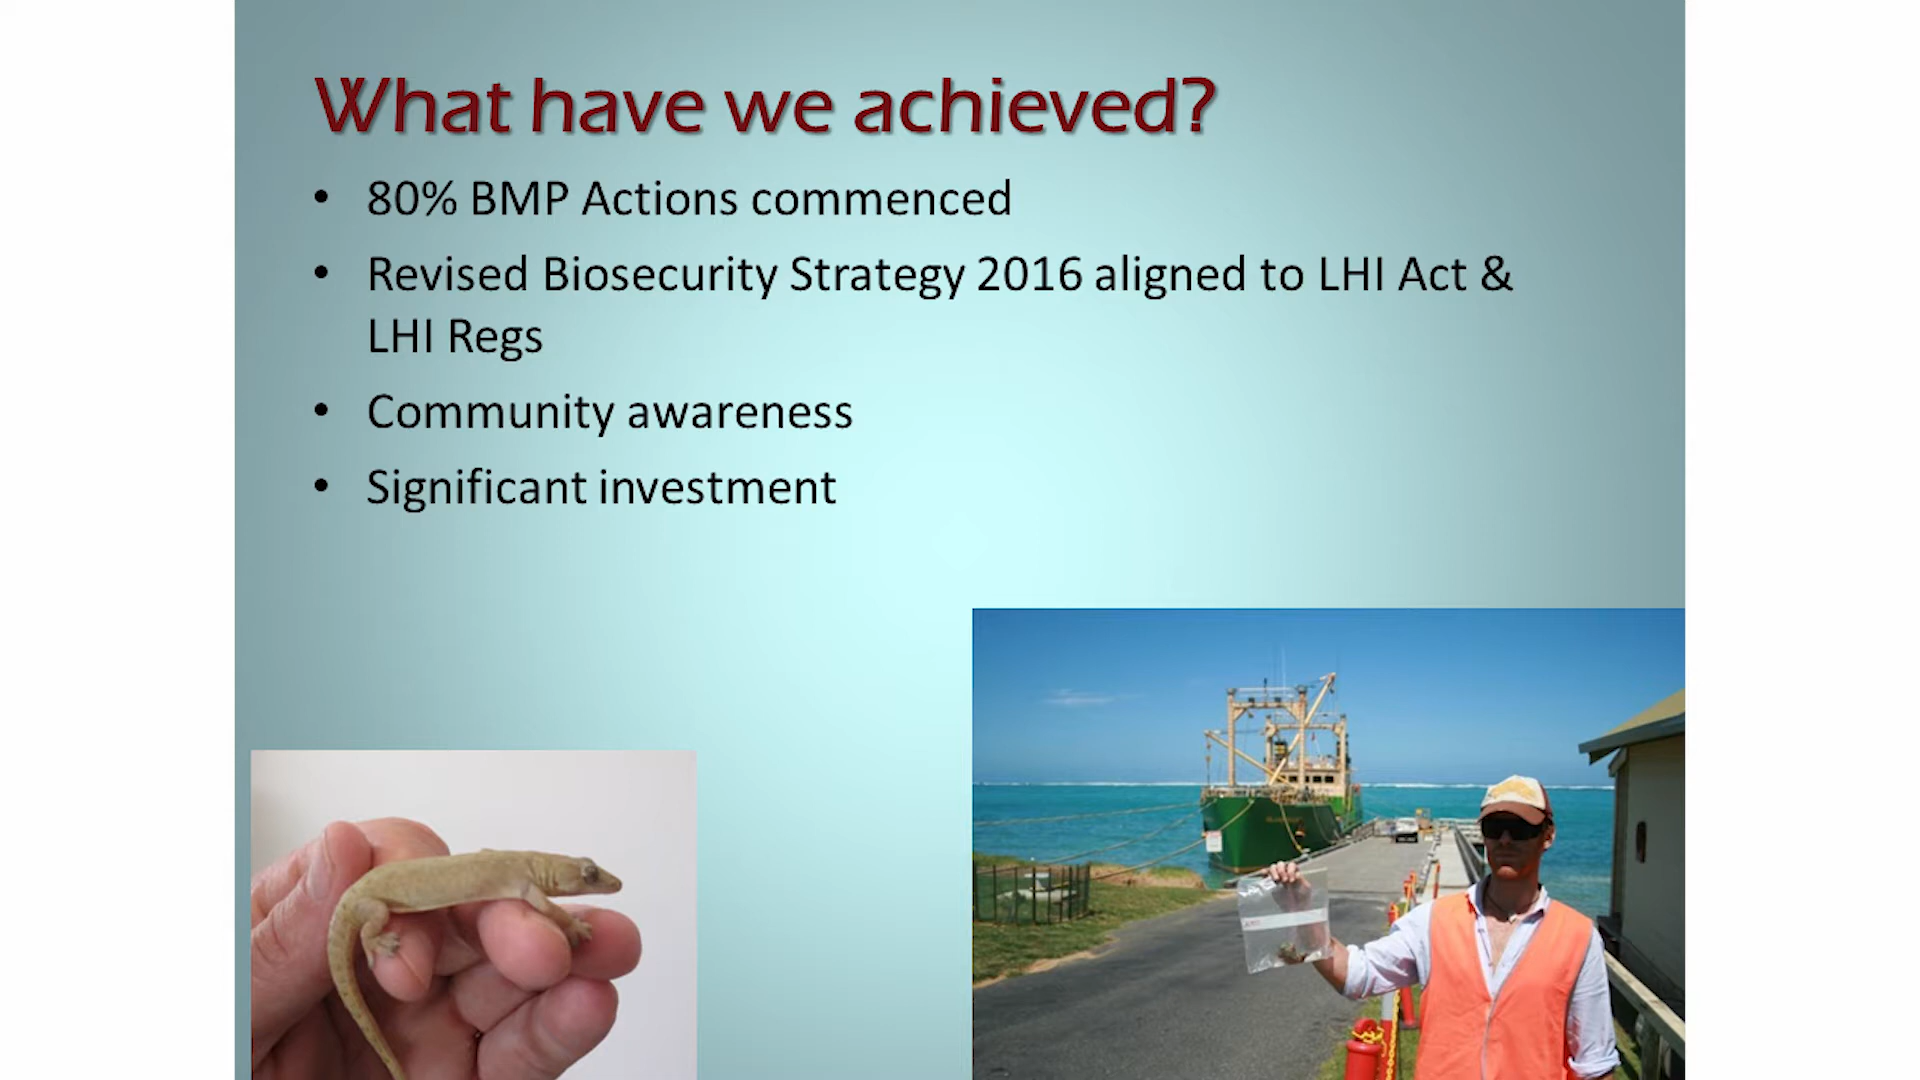 What have we achieved?
• 80% BMP Actions commenced
• Revised Biosecurity Strategy 2016 aligned to LHI Act &
LHI Regs
• Community awareness
• Significant investment